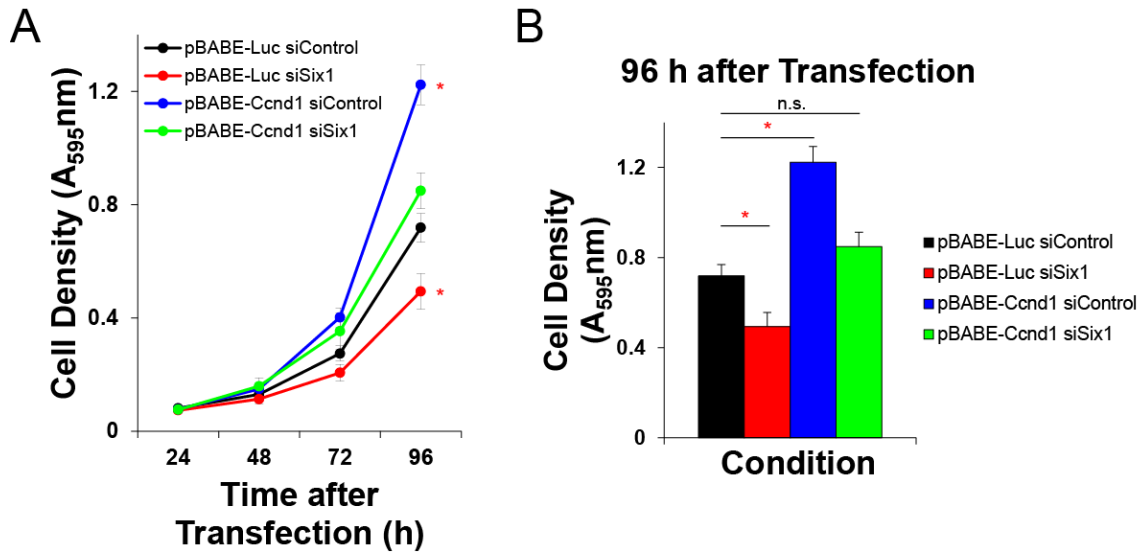 A
pBABE-Luc siControl
pBABE-Luc siSix1
pBABE-Ccnd1 siControl
pBABE-Ccnd1 siSix1
Cell Density (A595nm)
1.2
0.8
0.4
0
*
*
24 48 72 96
Time after
Transfection (h)
B
96 h after Transfection
n.s.
*
*
Cell Density
(A595nm)
1.2
0.8
0.4
0
Condition
pBABE-Luc siControl
pBABE-Luc siSix1
pBABE-Ccnd1 siControl
pBABE-Ccnd1 siSix1